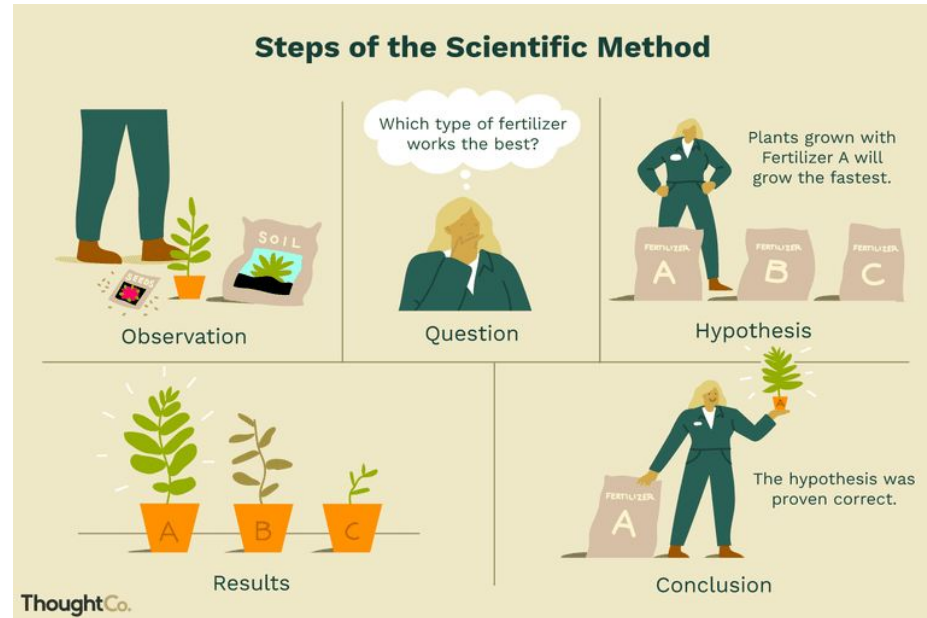 Steps of the Scientific Method
SOIL
SEEDS
Observation
Which type of fertilizer
works the best?
Question
Plants grown with
Fertilizer A will
grow the fastest.
FERTILIZER
A
FERTILIZER
B
FERTILIZER
C
Hypothesis
A
B
C
Results
A
The hypothesis was
proven correct.
FERTILIZER
A
Conclusion
ThoughtCo.